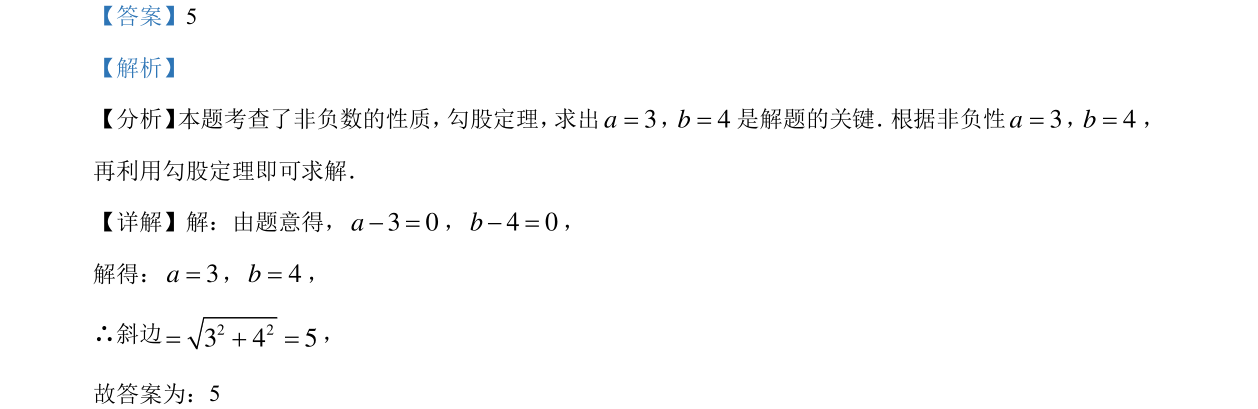 【答案】5
【解析】
【分析】本题考查了非负数的性质，勾股定理，求出 a = 3，b = 4 是解题的关键．根据非负性 a = 3，b = 4，
再利用勾股定理即可求解．
【详解】解：由题意得，a − 3 = 0，b − 4 = 0，
解得：a = 3，b = 4，
∴斜边 = √(3² + 4²) = 5，
故答案为：5